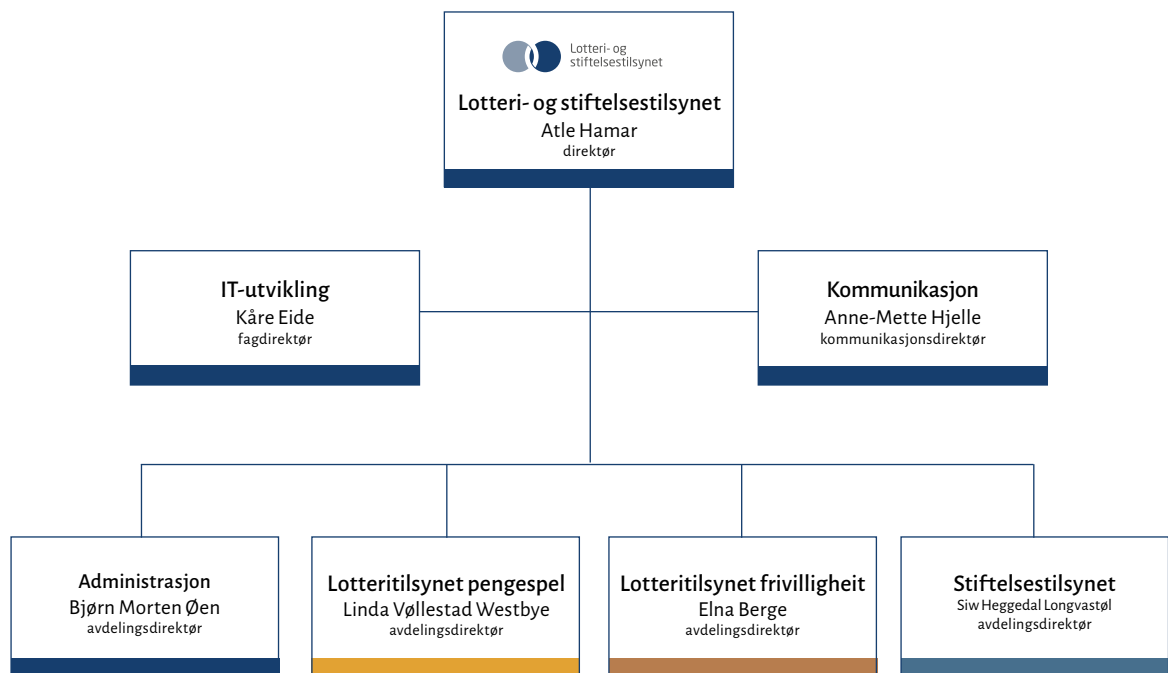 Lotteri- og
stiftelsestilsynet
Lotteri- og stiftelsestilsynet
Atle Hamar
direktør
IT-utvikling
Kåre Eide
fagdirektør
Kommunikasjon
Anne-Mette Hjelle
kommunikasjonsdirektør
Administrasjon
Bjørn Morten Øen
avdelingsdirektør
Lotteritilsynet pengespel
Linda Vøllestad Westbye
avdelingsdirektør
Lotteritilsynet frivilligheit
Elna Berge
avdelingsdirektør
Stiftelsestilsynet
Siw Heggedal Longvastøl
avdelingsdirektør